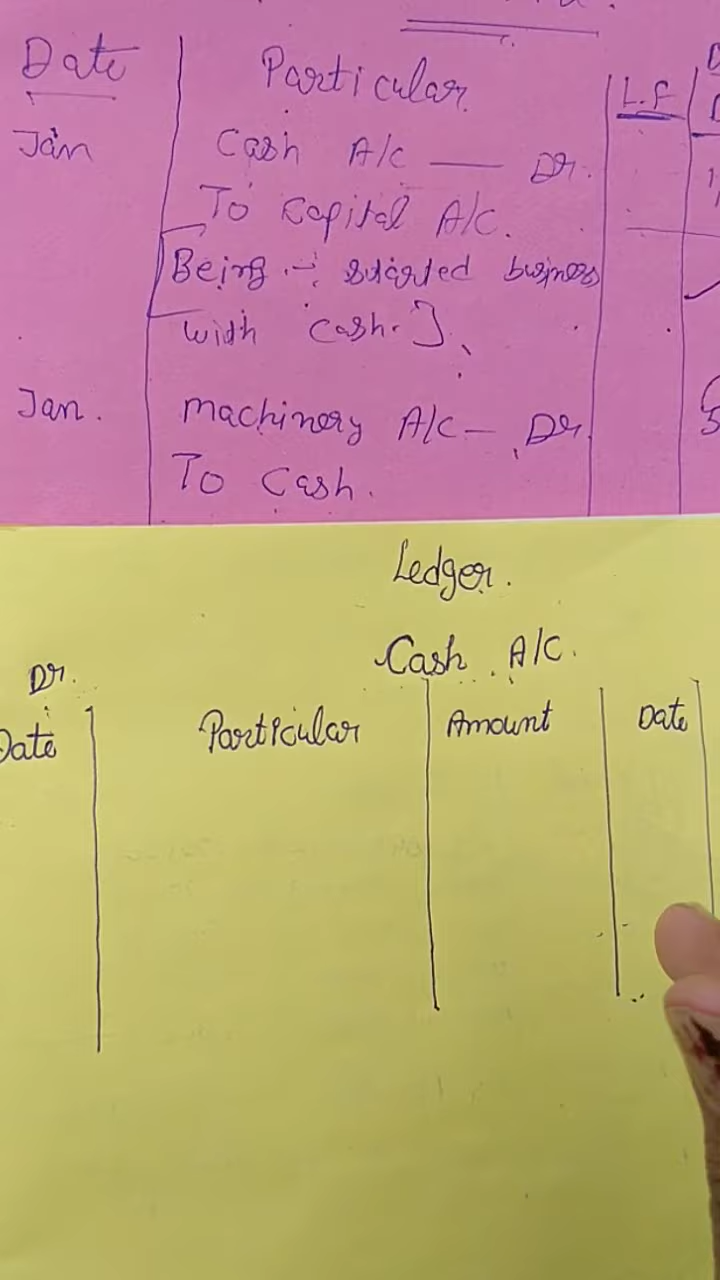 Date Particular L.F
Jan Cash A/c — Dr.
To Capital A/c.
[Being :- started business
with cash.]
Jan. machinery A/c — Dr.
To Cash.
Ledger.
Dr. Cash A/C.
Date Particular Amount Date